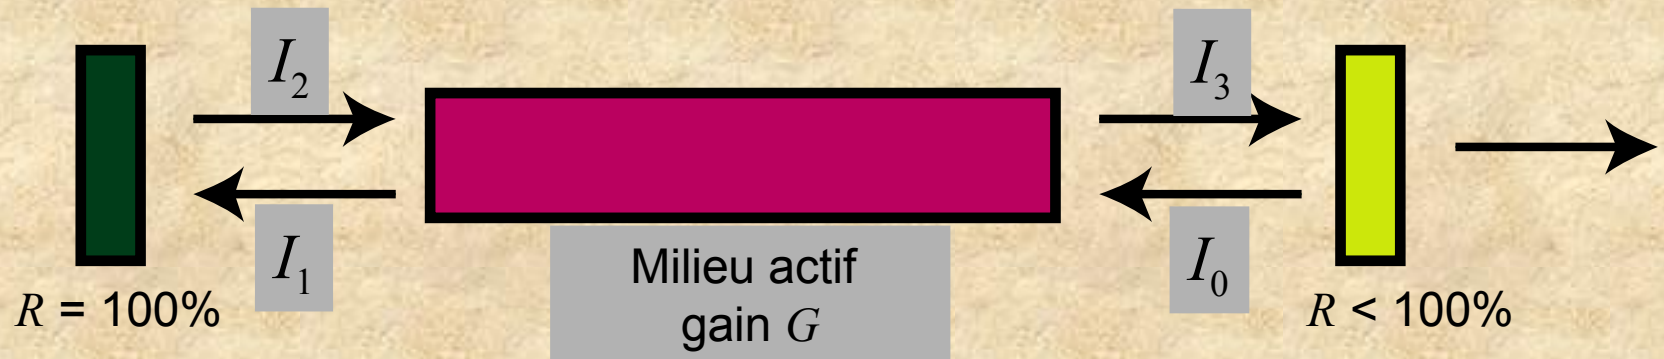 I₂
I₃
I₁
Milieu actif
gain G
I₀
R = 100%
R < 100%